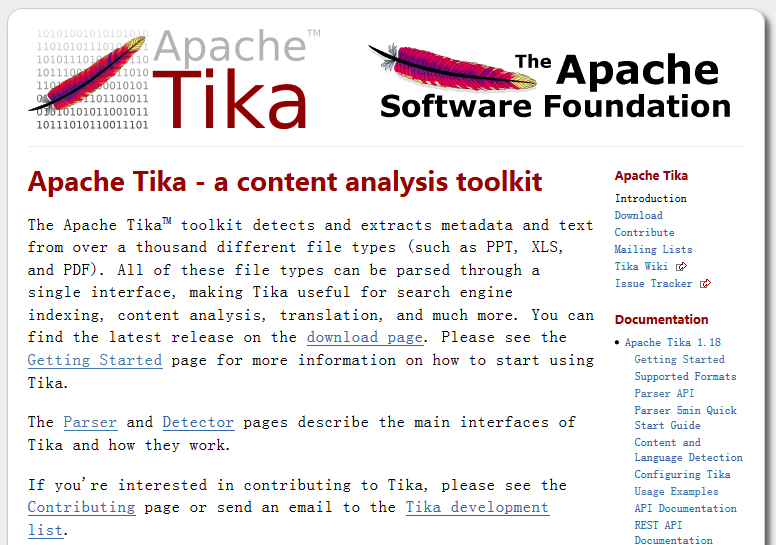 Apache™
Tika
The Apache
Software Foundation
Apache Tika - a content analysis toolkit
The Apache Tika™ toolkit detects and extracts metadata and text
from over a thousand different file types (such as PPT, XLS,
and PDF). All of these file types can be parsed through a
single interface, making Tika useful for search engine
indexing, content analysis, translation, and much more. You can
find the latest release on the download page. Please see the
Getting Started page for more information on how to start using
Tika.
The Parser and Detector pages describe the main interfaces of
Tika and how they work.
If you're interested in contributing to Tika, please see the
Contributing page or send an email to the Tika development
list.
Apache Tika
Introduction
Download
Contribute
Mailing Lists
Tika Wiki
Issue Tracker
Documentation
Apache Tika 1.18
Getting Started
Supported Formats
Parser API
Parser 5min Quick
Start Guide
Content and
Language Detection
Configuring Tika
Usage Examples
API Documentation
REST API
Documentation